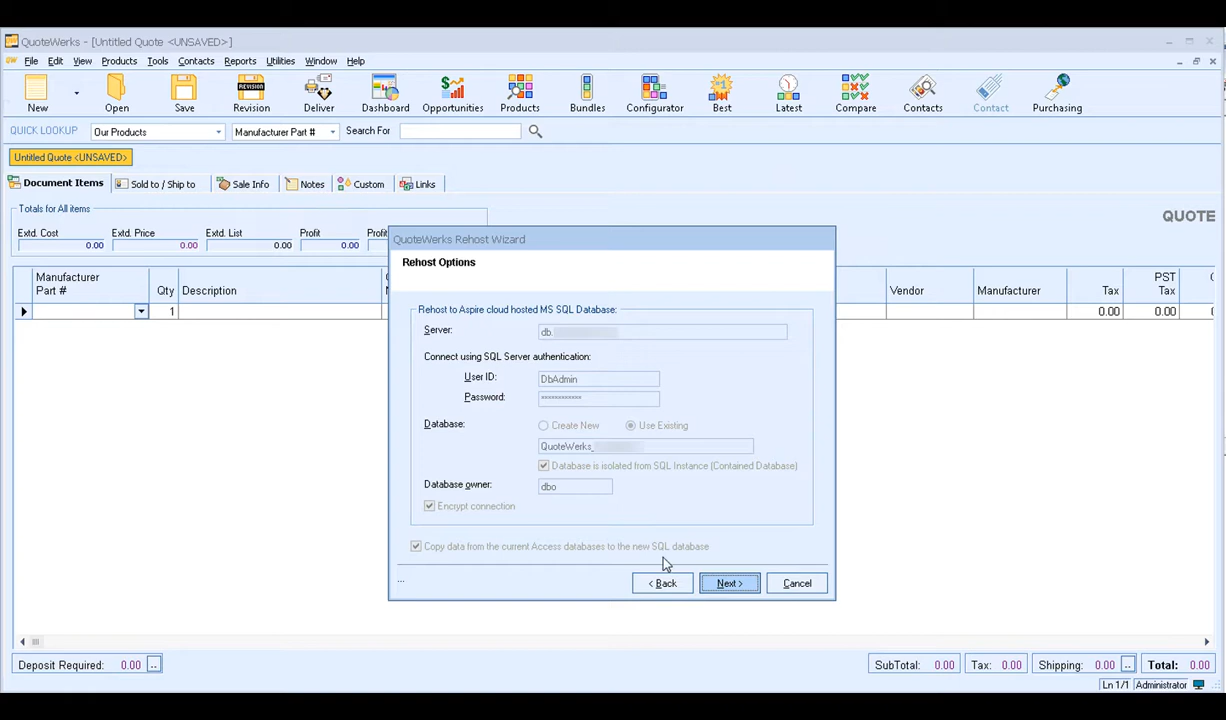 QuoteWerks - [Untitled Quote <UNSAVED>]
File Edit View Products Tools Contacts Reports Utilities Window Help
New Open Save Revision Deliver Dashboard Opportunities Products Bundles Configurator Best Latest Compare Contacts Contact Purchasing
QUICK LOOKUP Our Products Manufacturer Part # Search For
Untitled Quote <UNSAVED>
Document Items Sold to / Ship to Sale Info Notes Custom Links
Totals for All items
QUOTE
Extd. Cost Extd. Price Extd. List Profit
0.00 0.00 0.00 0.00
QuoteWerks Rehost Wizard
Rehost Options
Manufacturer
Part # Qty Description Vendor Manufacturer Tax PST
Tax
1 0.00 0.00
Rehost to Aspire cloud hosted MS SQL Database:
Server: db.
Connect using SQL Server authentication:
User ID: DbAdmin
Password: ************
Database: Create New Use Existing
QuoteWerks_
Database is isolated from SQL Instance (Contained Database)
Database owner: dbo
Encrypt connection
Copy data from the current Access databases to the new SQL database
...
< Back Next > Cancel
Deposit Required: 0.00 .. SubTotal: 0.00 Tax: 0.00 Shipping: 0.00 .. Total: 0.00
Ln 1/1 Administrator